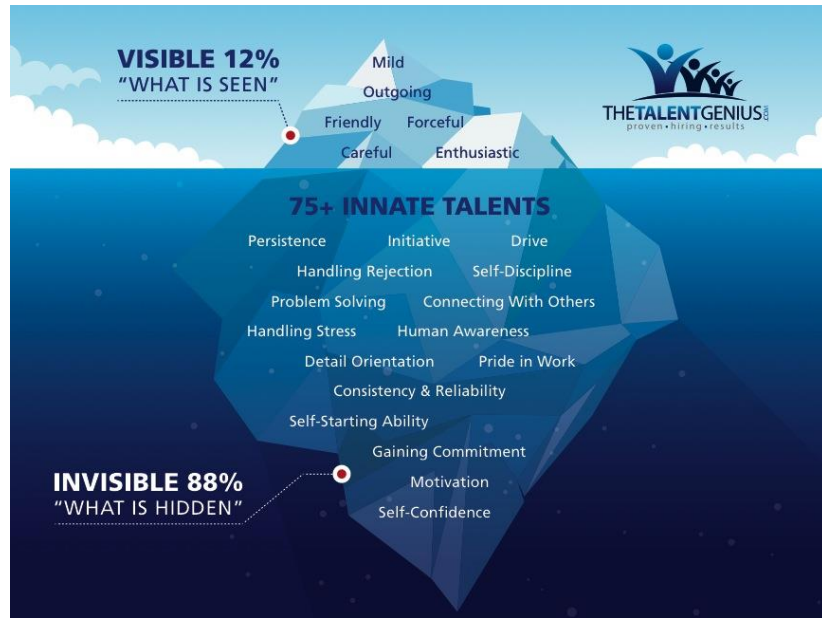 VISIBLE 12%
“WHAT IS SEEN”
Mild
Outgoing
Friendly Forceful
Careful Enthusiastic
THETALENTGENIUS.COM
proven • hiring • results
75+ INNATE TALENTS
Persistence Initiative Drive
Handling Rejection Self-Discipline
Problem Solving Connecting With Others
Handling Stress Human Awareness
Detail Orientation Pride in Work
Consistency & Reliability
Self-Starting Ability
Gaining Commitment
Motivation
Self-Confidence
INVISIBLE 88%
“WHAT IS HIDDEN”